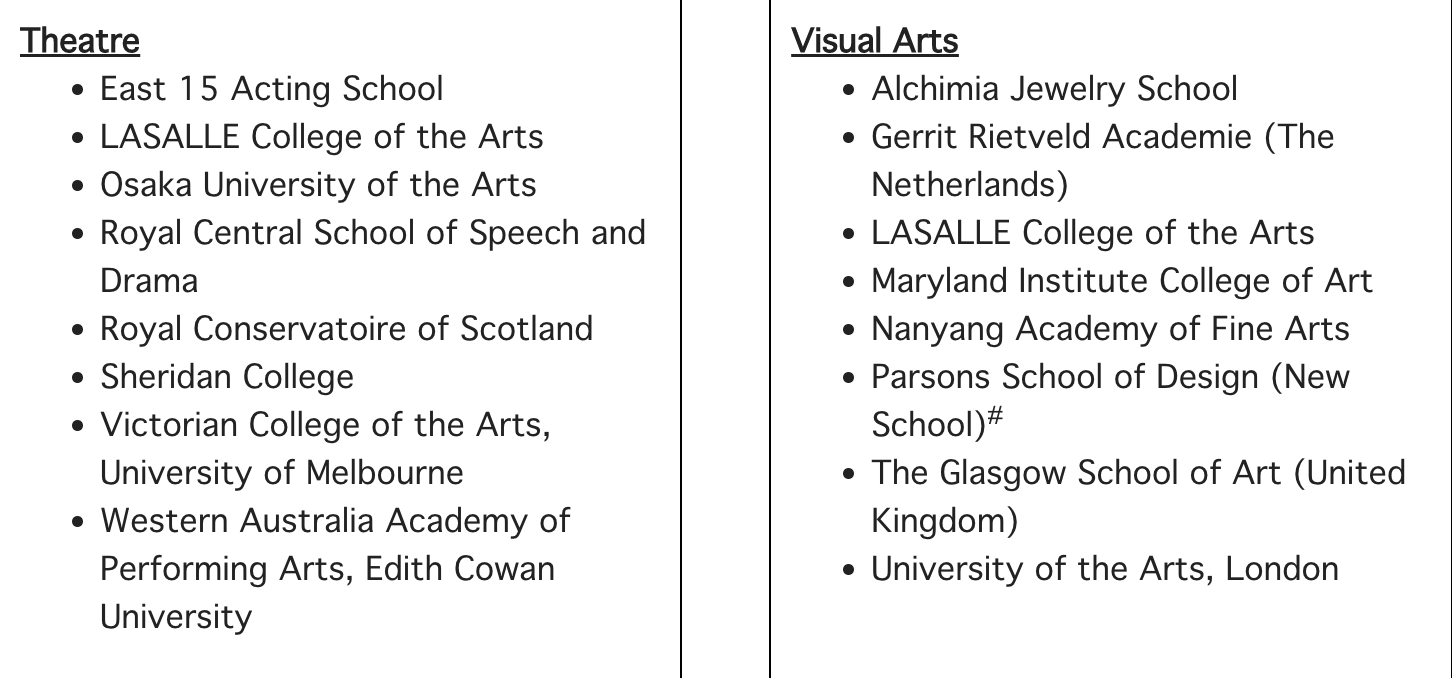 Theatre
• East 15 Acting School
• LASALLE College of the Arts
• Osaka University of the Arts
• Royal Central School of Speech and
Drama
• Royal Conservatoire of Scotland
• Sheridan College
• Victorian College of the Arts,
University of Melbourne
• Western Australia Academy of
Performing Arts, Edith Cowan
University
Visual Arts
• Alchimia Jewelry School
• Gerrit Rietveld Academie (The
Netherlands)
• LASALLE College of the Arts
• Maryland Institute College of Art
• Nanyang Academy of Fine Arts
• Parsons School of Design (New
School)#
• The Glasgow School of Art (United
Kingdom)
• University of the Arts, London